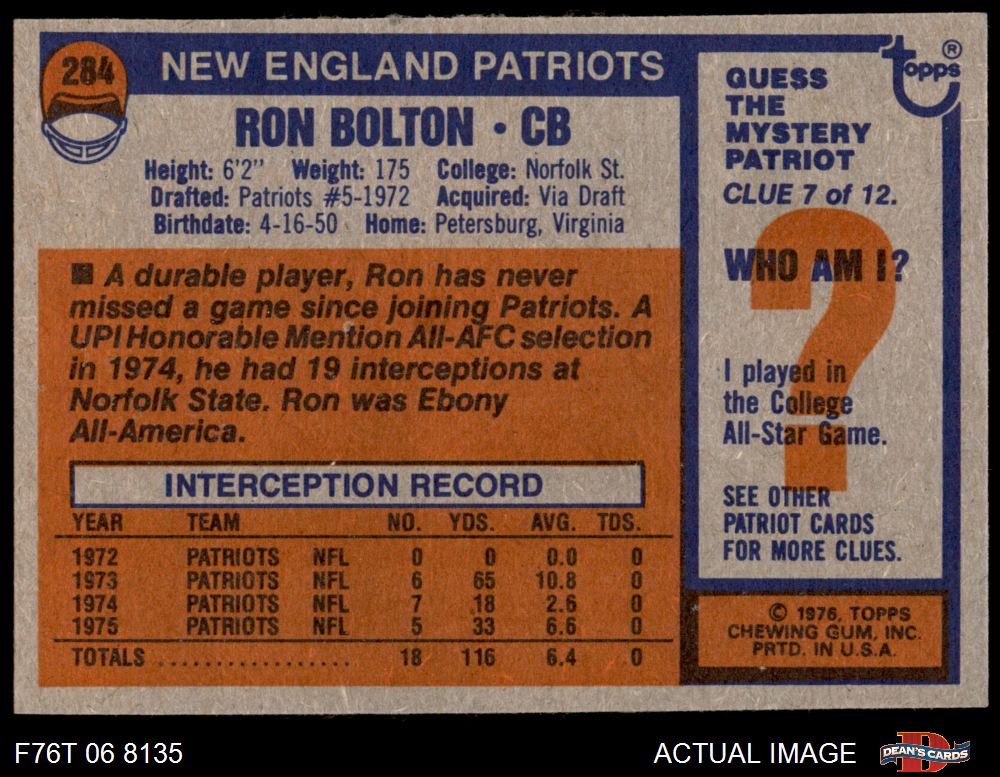 284
NEW ENGLAND PATRIOTS
RON BOLTON • CB
Height: 6'2" Weight: 175 College: Norfolk St.
Drafted: Patriots #5-1972 Acquired: Via Draft
Birthdate: 4-16-50 Home: Petersburg, Virginia
■ A durable player, Ron has never
missed a game since joining Patriots. A
UPI Honorable Mention All-AFC selection
in 1974, he had 19 interceptions at
Norfolk State. Ron was Ebony
All-America.
INTERCEPTION RECORD
YEAR TEAM NO. YDS. AVG. TDS.
1972 PATRIOTS NFL 0 0 0.0 0
1973 PATRIOTS NFL 6 65 10.8 0
1974 PATRIOTS NFL 7 18 2.6 0
1975 PATRIOTS NFL 5 33 6.6 0
TOTALS .................. 18 116 6.4 0
topps ®
GUESS
THE
MYSTERY
PATRIOT
CLUE 7 of 12.
WHO AM I?
?
I played in
the College
All-Star Game.
SEE OTHER
PATRIOT CARDS
FOR MORE CLUES.
© 1976, TOPPS
CHEWING GUM, INC.
PRTD. IN U.S.A.
F76T 06 8135
ACTUAL IMAGE
D
DEAN'S CARDS